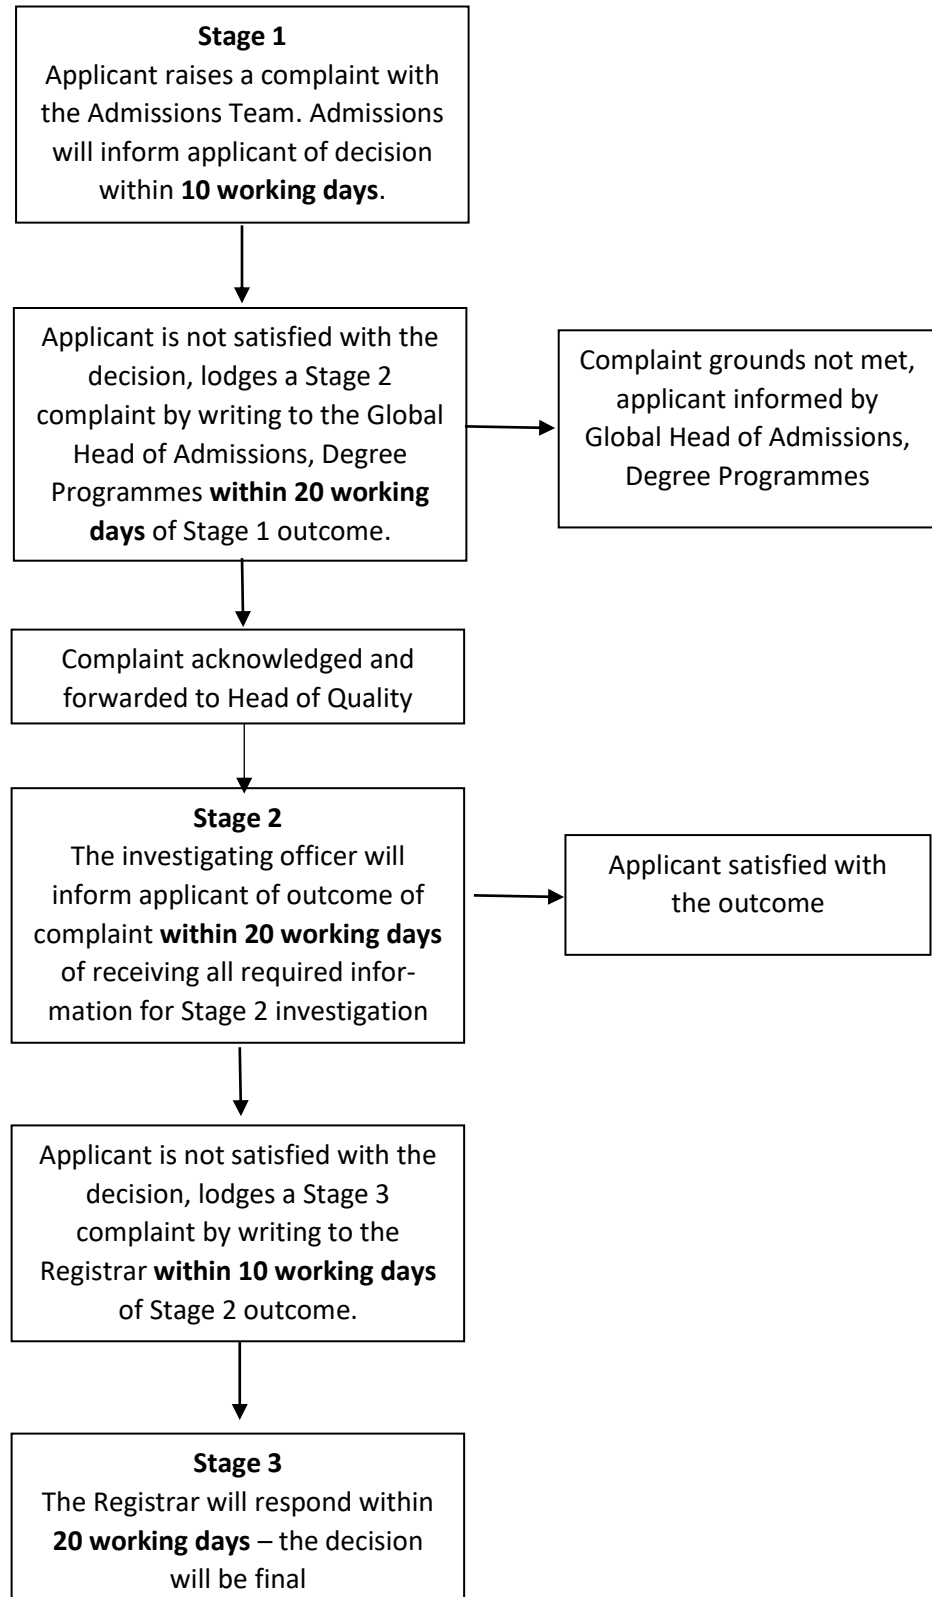 Stage 1
Applicant raises a complaint with
the Admissions Team. Admissions
will inform applicant of decision
within 10 working days.
Applicant is not satisfied with the
decision, lodges a Stage 2
complaint by writing to the Global
Head of Admissions, Degree
Programmes within 20 working
days of Stage 1 outcome.
Complaint grounds not met,
applicant informed by
Global Head of Admissions,
Degree Programmes
Complaint acknowledged and
forwarded to Head of Quality
Stage 2
The investigating officer will
inform applicant of outcome of
complaint within 20 working days
of receiving all required infor-
mation for Stage 2 investigation
Applicant satisfied with
the outcome
Applicant is not satisfied with the
decision, lodges a Stage 3
complaint by writing to the
Registrar within 10 working days
of Stage 2 outcome.
Stage 3
The Registrar will respond within
20 working days – the decision
will be final